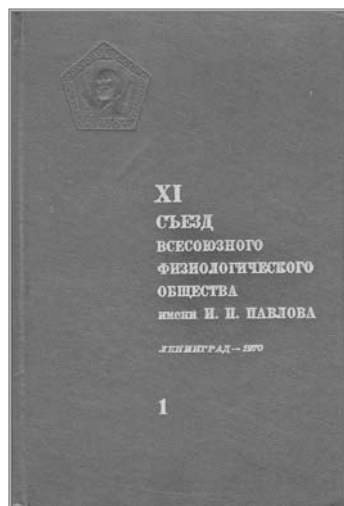 XI
СЪЕЗД
ВСЕСОЮЗНОГО
ФИЗИОЛОГИЧЕСКОГО
ОБЩЕСТВА
имени И. П. ПАВЛОВА
ЛЕНИНГРАД — 1970
1